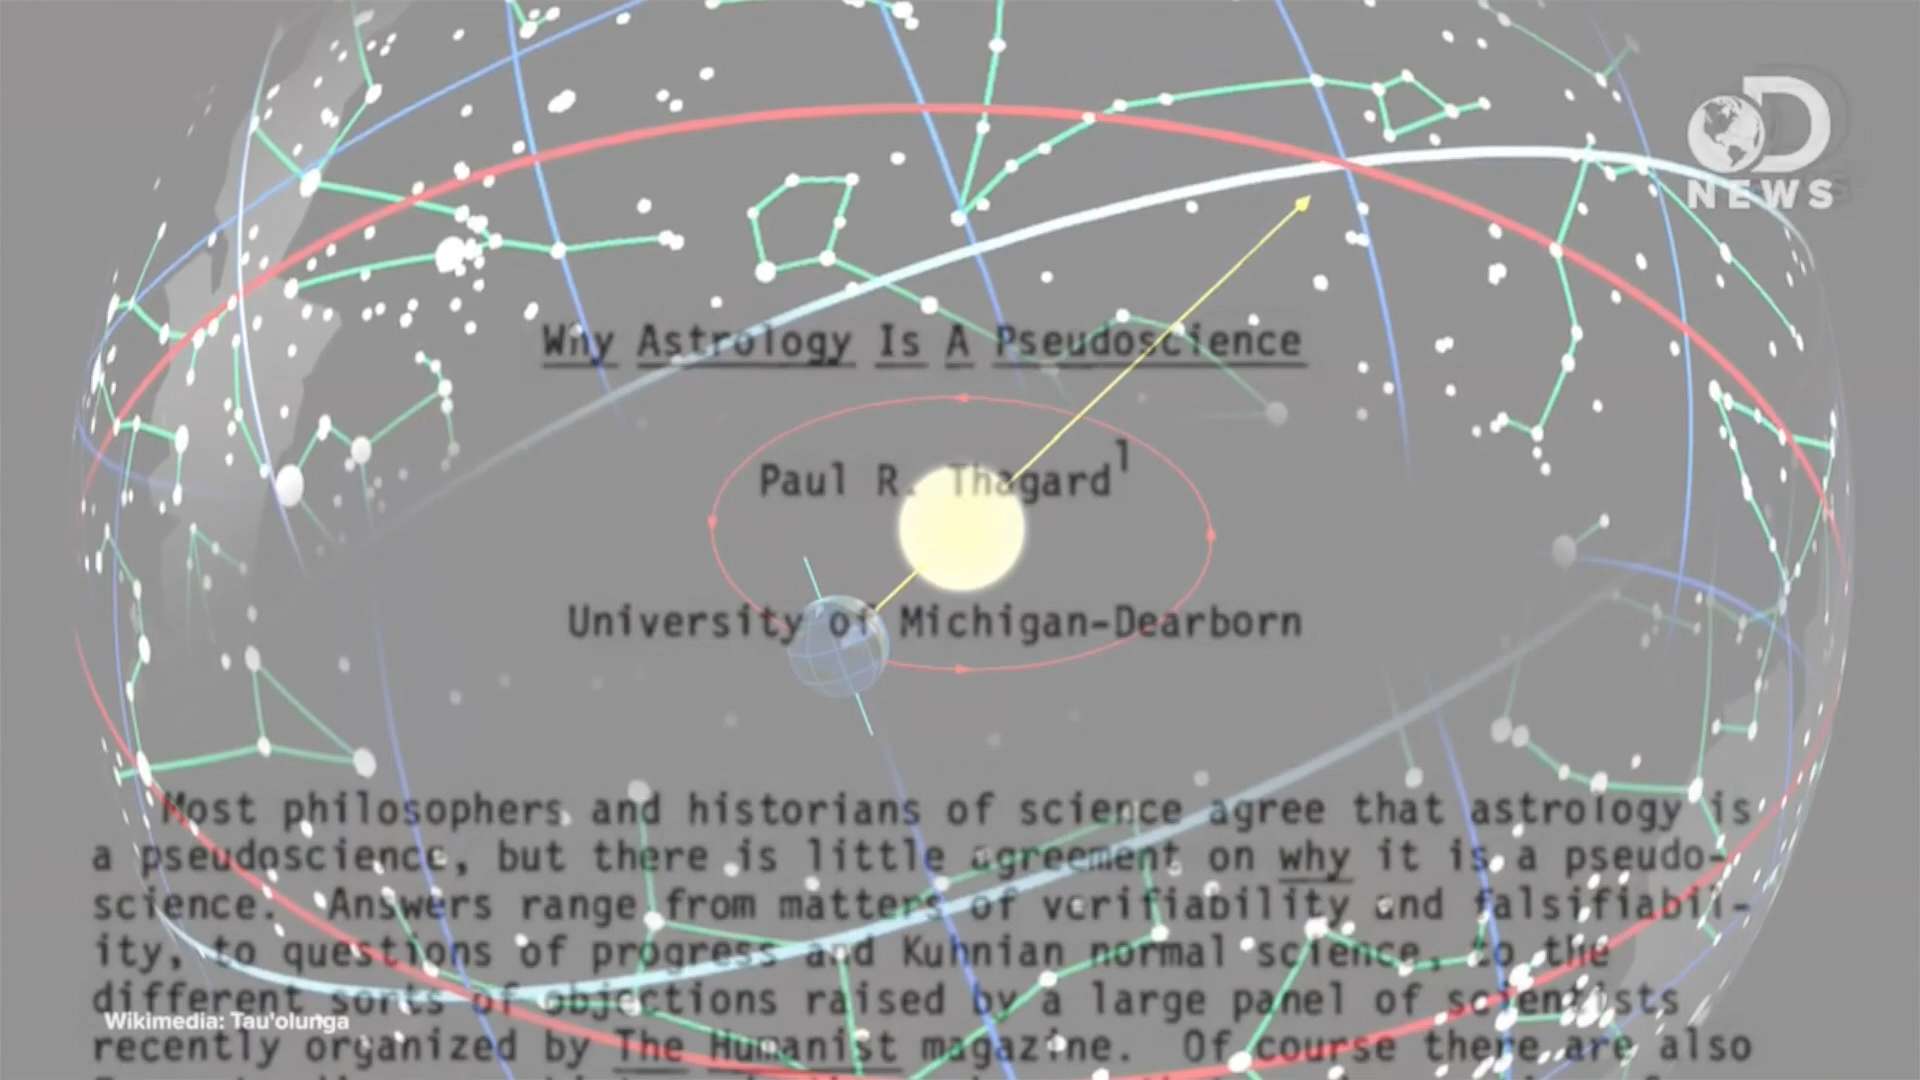 D
NEWS
Why Astrology Is A Pseudoscience
Paul R. Thagard1
University of Michigan-Dearborn
Most philosophers and historians of science agree that astrology is
a pseudoscience, but there is little agreement on why it is a pseudo-
science. Answers range from matters of verifiability and falsifiabil-
ity, to questions of progress and Kuhnian normal science, to the
different sorts of objections raised by a large panel of scientists
Wikimedia: Tau'olunga
recently organized by The Humanist magazine. Of course there are also